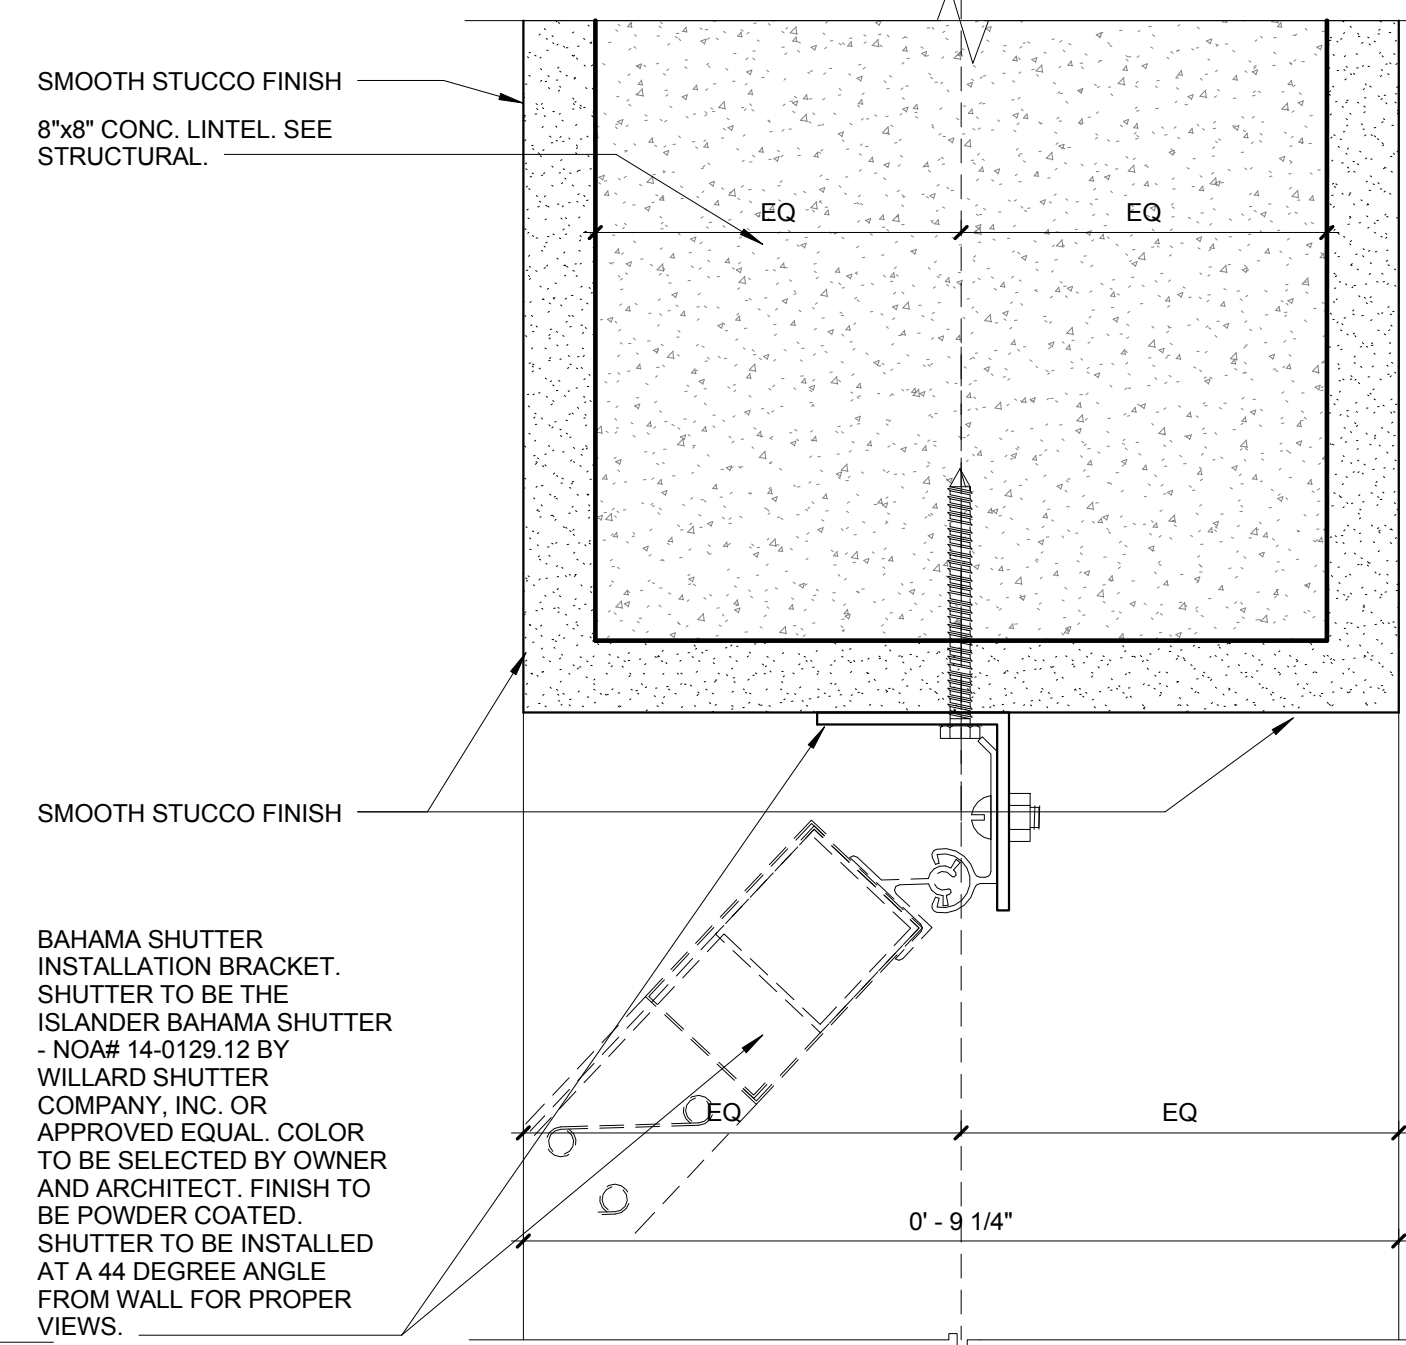 SMOOTH STUCCO FINISH
8"x8" CONC. LINTEL. SEE
STRUCTURAL.
EQ
EQ
SMOOTH STUCCO FINISH
BAHAMA SHUTTER
INSTALLATION BRACKET.
SHUTTER TO BE THE
ISLANDER BAHAMA SHUTTER
- NOA# 14-0129.12 BY
WILLARD SHUTTER
COMPANY, INC. OR
APPROVED EQUAL. COLOR
TO BE SELECTED BY OWNER
AND ARCHITECT. FINISH TO
BE POWDER COATED.
SHUTTER TO BE INSTALLED
AT A 44 DEGREE ANGLE
FROM WALL FOR PROPER
VIEWS.
EQ
EQ
0' - 9 1/4"